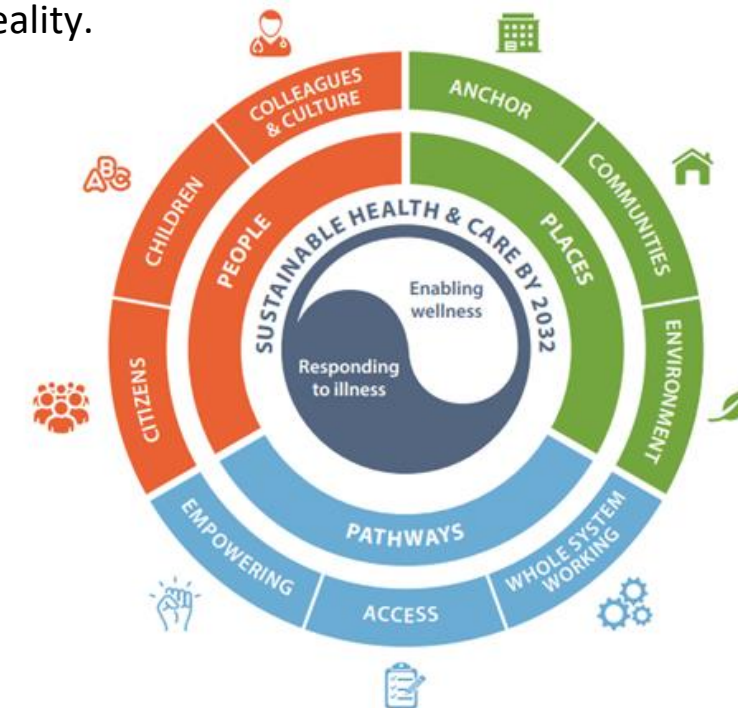 eality.
COLLEAGUES
& CULTURE
ANCHOR
CHILDREN
COMMUNITIES
PEOPLE
PLACES
SUSTAINABLE HEALTH & CARE BY 2032
Enabling
wellness
Responding
to illness
CITIZENS
ENVIRONMENT
PATHWAYS
EMPOWERING
ACCESS
WHOLE SYSTEM
WORKING
ABC